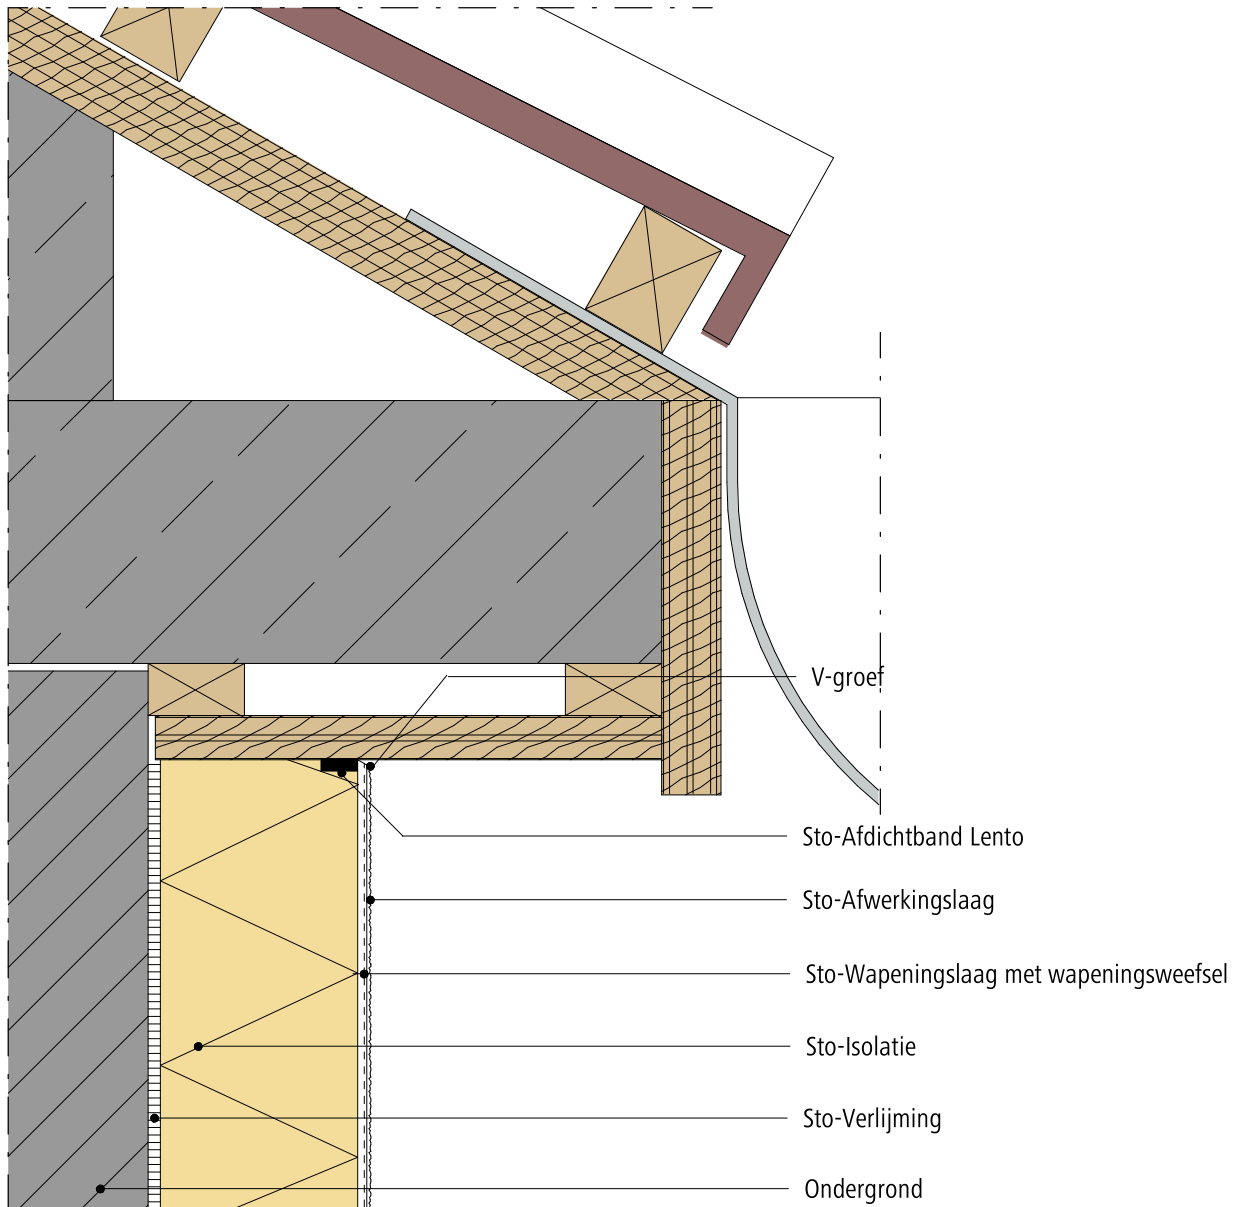 V-groef
Sto-Afdichtband Lento
Sto-Afwerkingslaag
Sto-Wapeningslaag met wapeningsweefsel
Sto-Isolatie
Sto-Verlijming
Ondergrond